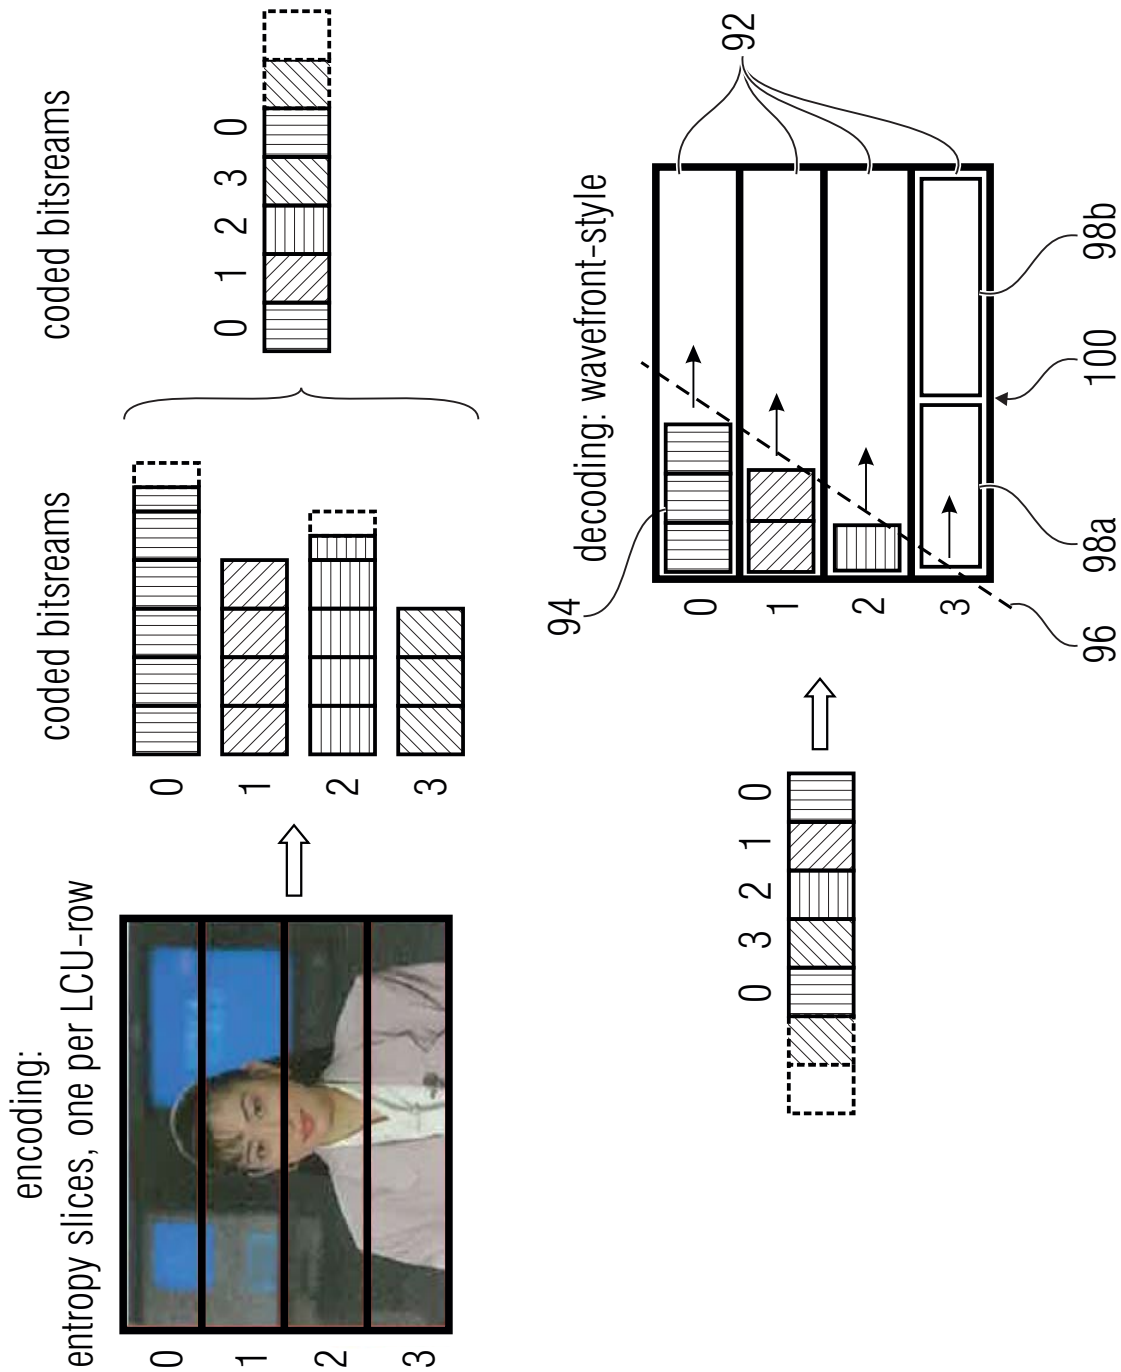 encoding:
entropy slices, one per LCU-row
0
1
2
3
coded bitsreams
0
1
2
3
coded bitsreams
0 1 2 3 0
0 3 2 1 0
decoding: wavefront-style
94
0
1
2
3
92
96
98a
100
98b